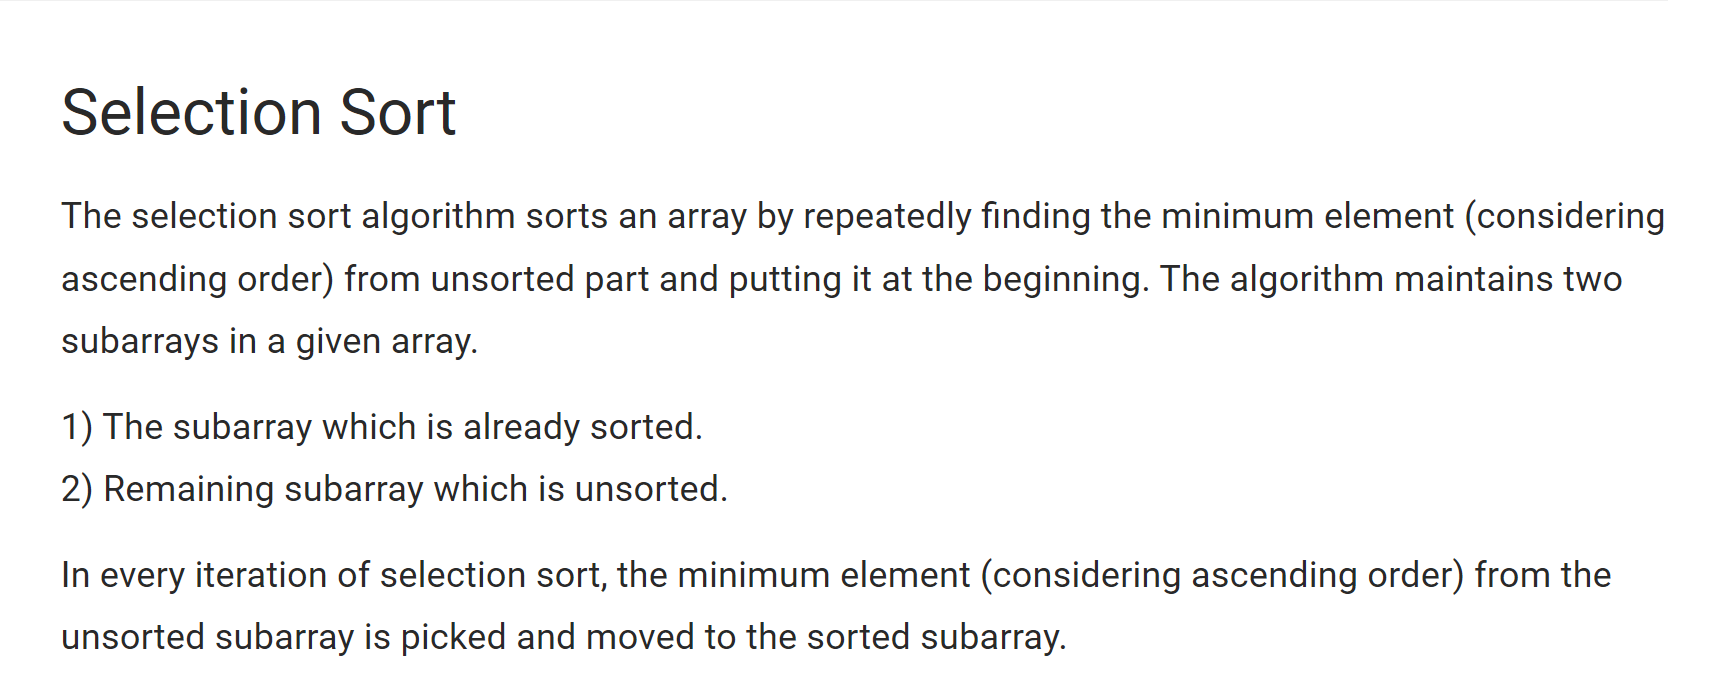 Selection Sort
The selection sort algorithm sorts an array by repeatedly finding the minimum element (considering
ascending order) from unsorted part and putting it at the beginning. The algorithm maintains two
subarrays in a given array.
1) The subarray which is already sorted.
2) Remaining subarray which is unsorted.
In every iteration of selection sort, the minimum element (considering ascending order) from the
unsorted subarray is picked and moved to the sorted subarray.